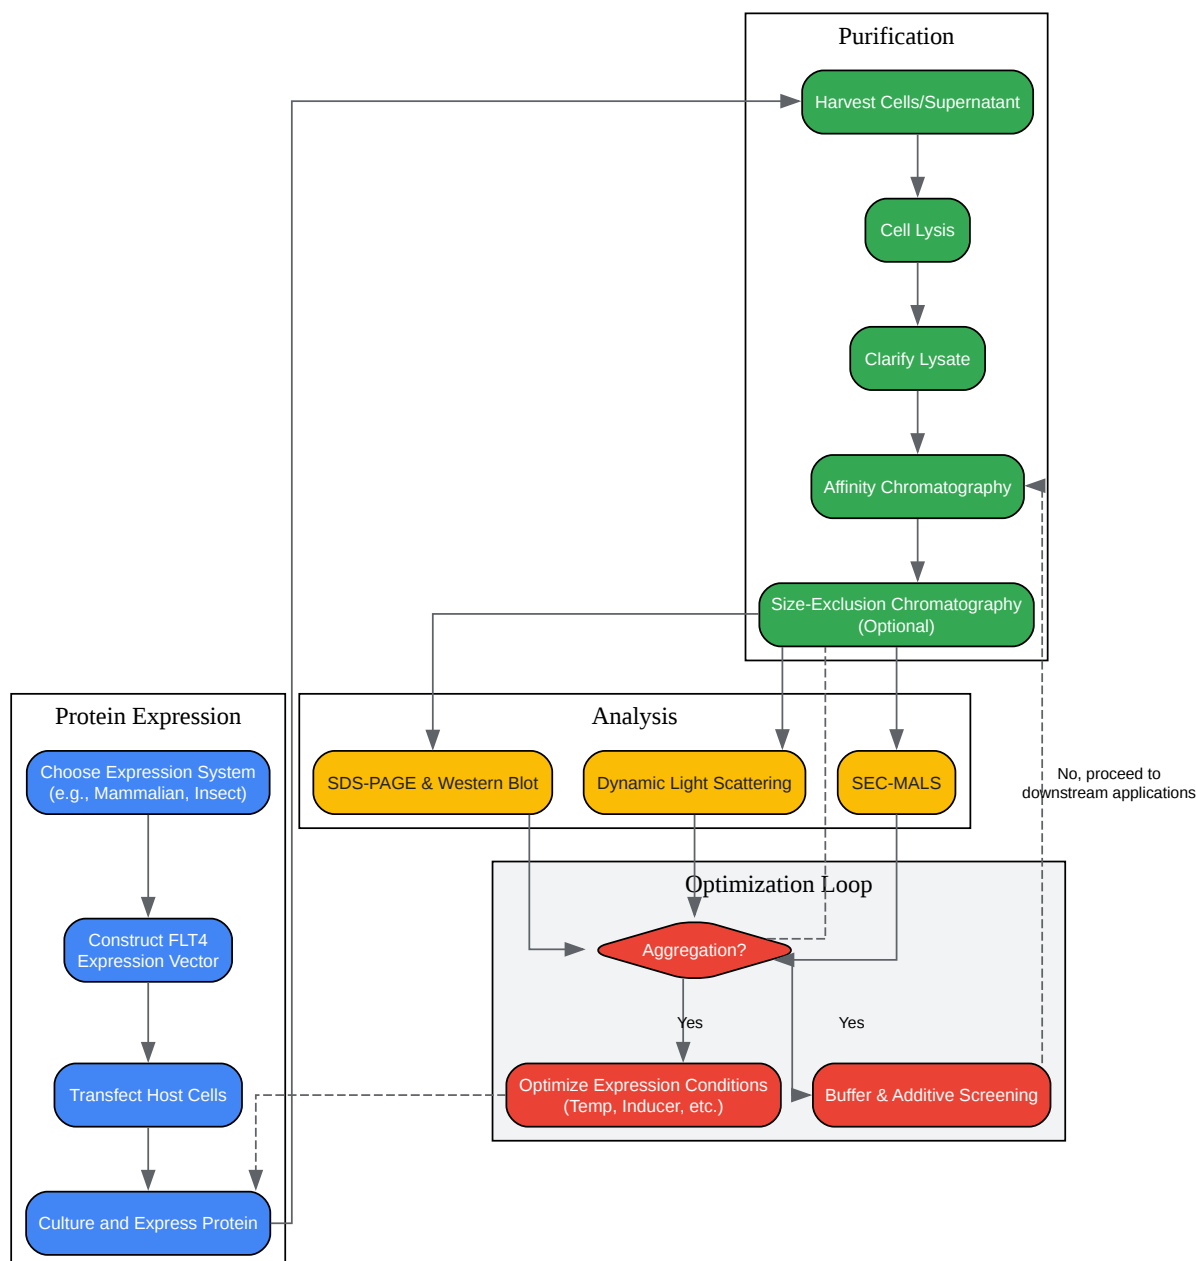 Purification
Harvest Cells/Supernatant
Cell Lysis
Clarify Lysate
Affinity Chromatography
Size-Exclusion Chromatography
(Optional)
Protein Expression
Choose Expression System
(e.g., Mammalian, Insect)
Construct FLT4
Expression Vector
Transfect Host Cells
Culture and Express Protein
Analysis
SDS-PAGE & Western Blot
Dynamic Light Scattering
SEC-MALS
No, proceed to
downstream applications
Optimization Loop
Aggregation?
Yes
Yes
Optimize Expression Conditions
(Temp, Inducer, etc.)
Buffer & Additive Screening